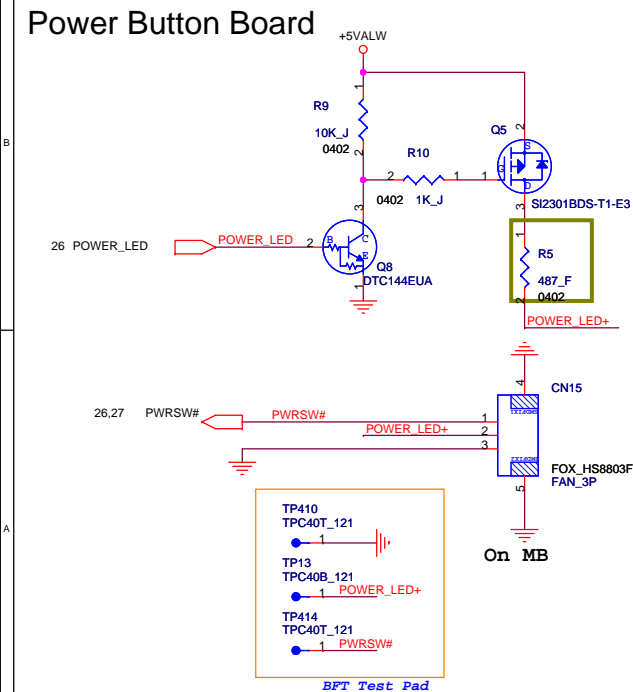 Power Button Board
+5VALW
B
1
R9
10K_J
0402
2
R10
2
1
0402
1K_J
Q5
2
S
G
1
D
3
SI2301BDS-T1-E3
26 POWER_LED
POWER_LED
2
3
B
C
E
Q8
DTC144EUA
1
1
R5
487_F
0402
2
POWER_LED+
4
CN15
26,27 PWRSW#
PWRSW#
1
POWER_LED+
2
3
FOX_HS8803F
FAN_3P
5
A
On MB
TP410
TPC40T_121
1
TP13
TPC40B_121
1
POWER_LED+
TP414
TPC40T_121
1
PWRSW#
BFT Test Pad